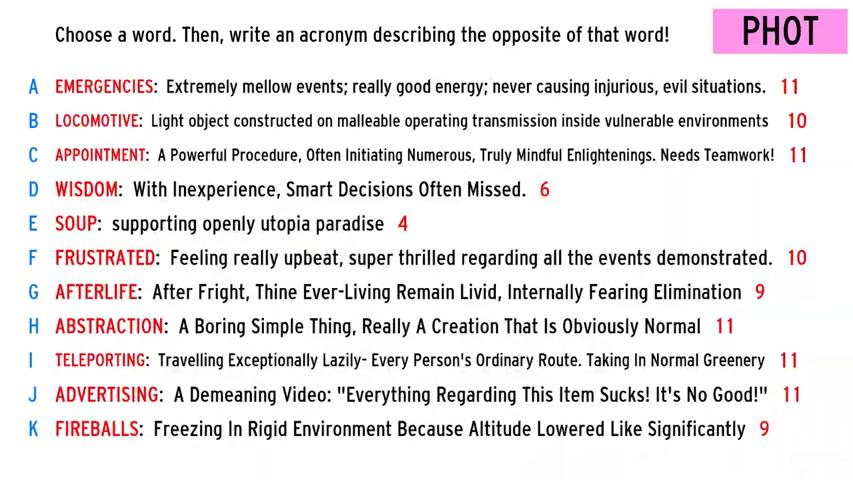 Choose a word. Then, write an acronym describing the opposite of that word!
PHOT
A EMERGENCIES: Extremely mellow events; really good energy; never causing injurious, evil situations. 11
B LOCOMOTIVE: Light object constructed on malleable operating transmission inside vulnerable environments 10
C APPOINTMENT: A Powerful Procedure, Often Initiating Numerous, Truly Mindful Enlightenings. Needs Teamwork! 11
D WISDOM: With Inexperience, Smart Decisions Often Missed. 6
E SOUP: supporting openly utopia paradise 4
F FRUSTRATED: Feeling really upbeat, super thrilled regarding all the events demonstrated. 10
G AFTERLIFE: After Fright, Thine Ever-Living Remain Livid, Internally Fearing Elimination 9
H ABSTRACTION: A Boring Simple Thing, Really A Creation That Is Obviously Normal 11
I TELEPORTING: Travelling Exceptionally Lazily- Every Person's Ordinary Route. Taking In Normal Greenery 11
J ADVERTISING: A Demeaning Video: "Everything Regarding This Item Sucks! It's No Good!" 11
K FIREBALLS: Freezing In Rigid Environment Because Altitude Lowered Like Significantly 9